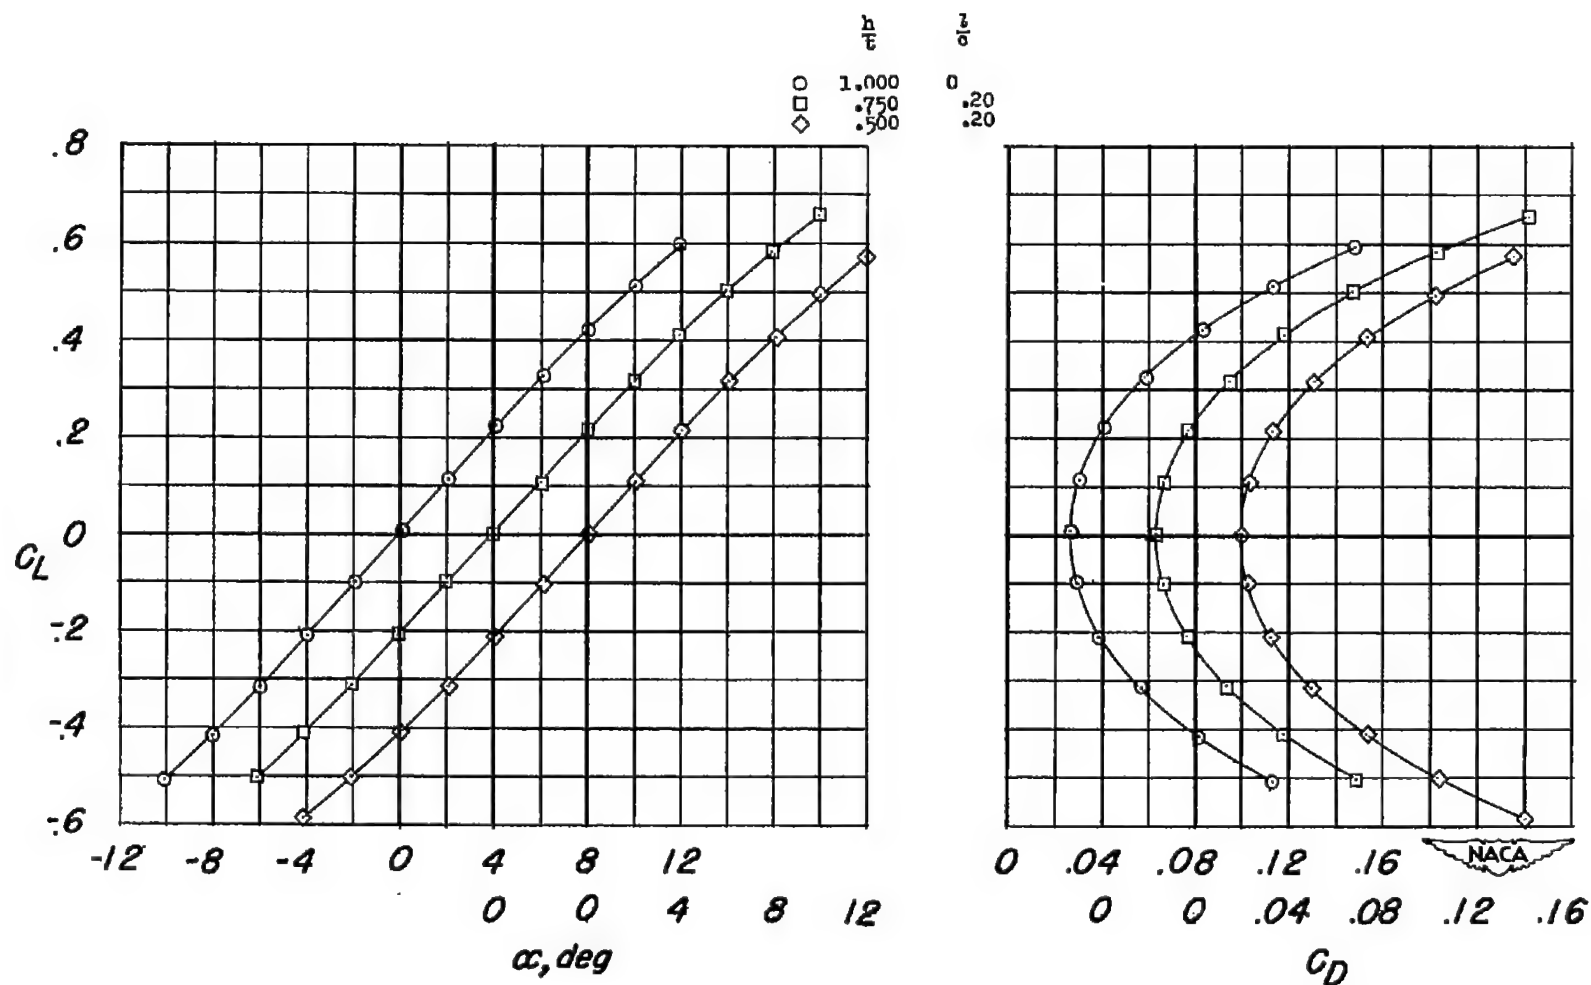 h/t l/c
○ 1.000 0
□ .750 .20
◇ .500 .20
.8
.6
.4
.2
0
-.2
-.4
-.6
C_L
-12 -8 -4 0 4 8 12
0 0 4 8 12
α, deg
0 .04 .08 .12 .16
NACA
0 0 .04 .08 .12 .16
C_D